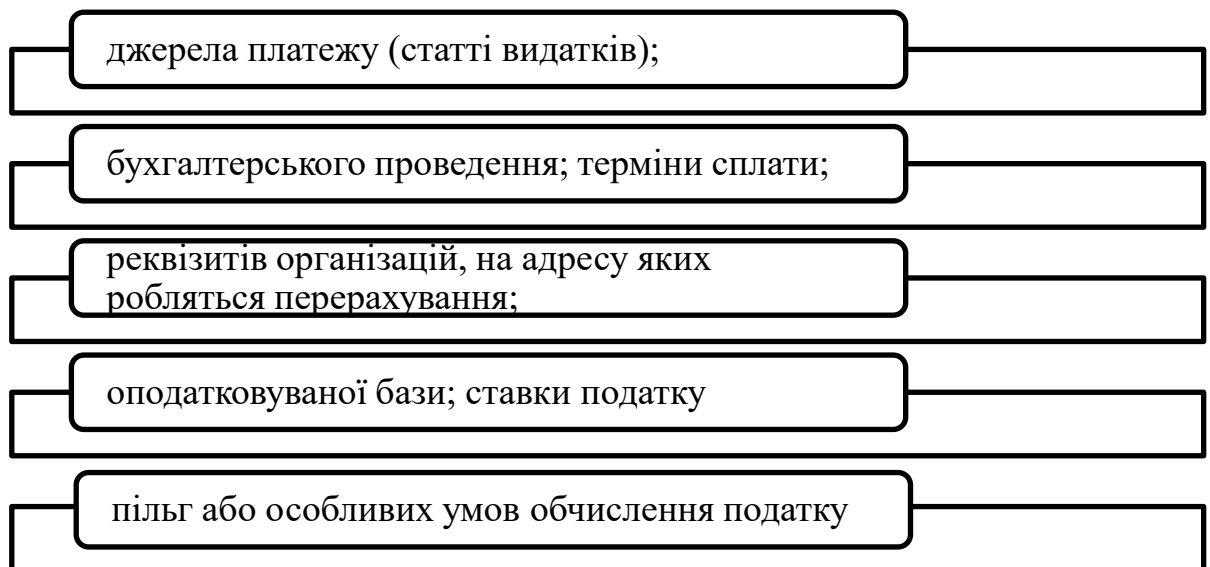 джерела платежу (статті видатків);
бухгалтерського проведення; терміни сплати;
реквізитів організацій, на адресу яких
робляться перерахування;
оподатковуваної бази; ставки податку
пільг або особливих умов обчислення податку